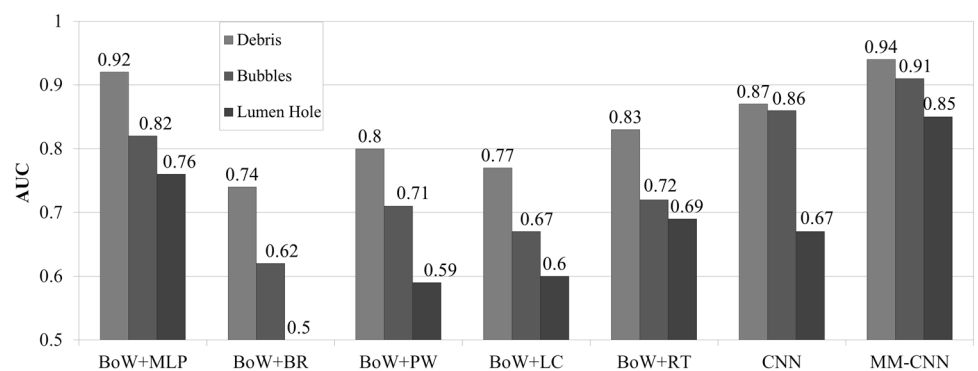 1
0.9
0.8
0.7
0.6
0.5
AUC
Debris
Bubbles
Lumen Hole
0.92 0.82 0.76
0.74 0.62 0.5
0.8 0.71 0.59
0.77 0.67 0.6
0.83 0.72 0.69
0.87 0.86 0.67
0.94 0.91 0.85
BoW+MLP BoW+BR BoW+PW BoW+LC BoW+RT CNN MM-CNN